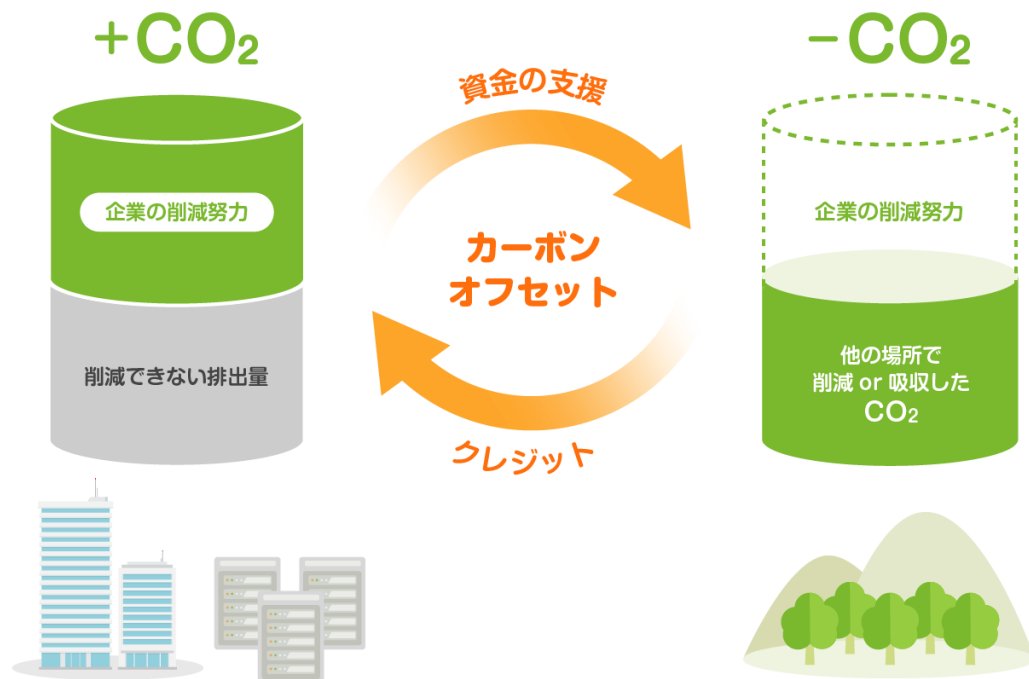 +CO₂
企業の削減努力
削減できない排出量
資金の支援
カーボン
オフセット
クレジット
-CO₂
企業の削減努力
他の場所で
削減 or 吸収した
CO₂